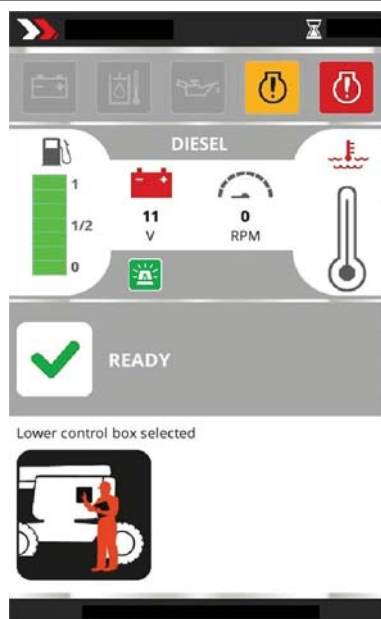 DIESEL
1
1/2
0
11
V
0
RPM
READY
Lower control box selected